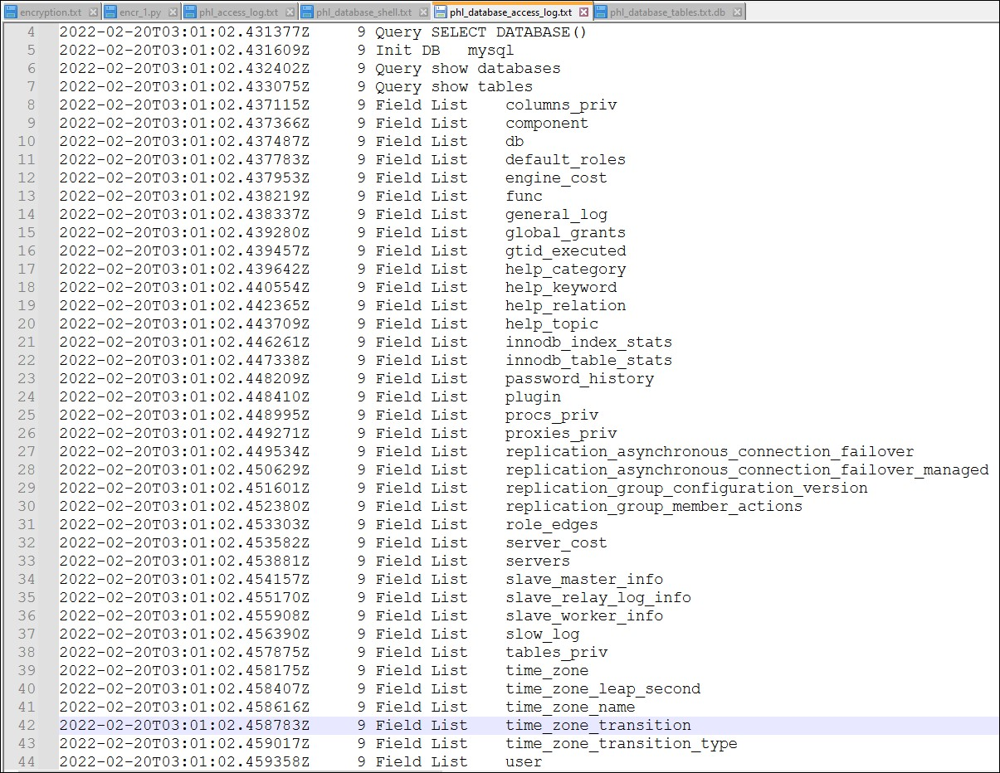 encryption.txt encr_1.py phl_access_log.txt phl_database_shell.txt phl_database_access_log.txt phl_database_tables.txt.db
4 2022-02-20T03:01:02.431377Z 9 Query SELECT DATABASE()
5 2022-02-20T03:01:02.431609Z 9 Init DB mysql
6 2022-02-20T03:01:02.432402Z 9 Query show databases
7 2022-02-20T03:01:02.433075Z 9 Query show tables
8 2022-02-20T03:01:02.437115Z 9 Field List columns_priv
9 2022-02-20T03:01:02.437366Z 9 Field List component
10 2022-02-20T03:01:02.437487Z 9 Field List db
11 2022-02-20T03:01:02.437783Z 9 Field List default_roles
12 2022-02-20T03:01:02.437953Z 9 Field List engine_cost
13 2022-02-20T03:01:02.438219Z 9 Field List func
14 2022-02-20T03:01:02.438337Z 9 Field List general_log
15 2022-02-20T03:01:02.439280Z 9 Field List global_grants
16 2022-02-20T03:01:02.439457Z 9 Field List gtid_executed
17 2022-02-20T03:01:02.439642Z 9 Field List help_category
18 2022-02-20T03:01:02.440554Z 9 Field List help_keyword
19 2022-02-20T03:01:02.442365Z 9 Field List help_relation
20 2022-02-20T03:01:02.443709Z 9 Field List help_topic
21 2022-02-20T03:01:02.446261Z 9 Field List innodb_index_stats
22 2022-02-20T03:01:02.447338Z 9 Field List innodb_table_stats
23 2022-02-20T03:01:02.448209Z 9 Field List password_history
24 2022-02-20T03:01:02.448410Z 9 Field List plugin
25 2022-02-20T03:01:02.448995Z 9 Field List procs_priv
26 2022-02-20T03:01:02.449271Z 9 Field List proxies_priv
27 2022-02-20T03:01:02.449534Z 9 Field List replication_asynchronous_connection_failover
28 2022-02-20T03:01:02.450629Z 9 Field List replication_asynchronous_connection_failover_managed
29 2022-02-20T03:01:02.451601Z 9 Field List replication_group_configuration_version
30 2022-02-20T03:01:02.452380Z 9 Field List replication_group_member_actions
31 2022-02-20T03:01:02.453303Z 9 Field List role_edges
32 2022-02-20T03:01:02.453582Z 9 Field List server_cost
33 2022-02-20T03:01:02.453881Z 9 Field List servers
34 2022-02-20T03:01:02.454157Z 9 Field List slave_master_info
35 2022-02-20T03:01:02.455170Z 9 Field List slave_relay_log_info
36 2022-02-20T03:01:02.455908Z 9 Field List slave_worker_info
37 2022-02-20T03:01:02.456390Z 9 Field List slow_log
38 2022-02-20T03:01:02.457875Z 9 Field List tables_priv
39 2022-02-20T03:01:02.458175Z 9 Field List time_zone
40 2022-02-20T03:01:02.458407Z 9 Field List time_zone_leap_second
41 2022-02-20T03:01:02.458616Z 9 Field List time_zone_name
42 2022-02-20T03:01:02.458783Z 9 Field List time_zone_transition
43 2022-02-20T03:01:02.459017Z 9 Field List time_zone_transition_type
44 2022-02-20T03:01:02.459358Z 9 Field List user